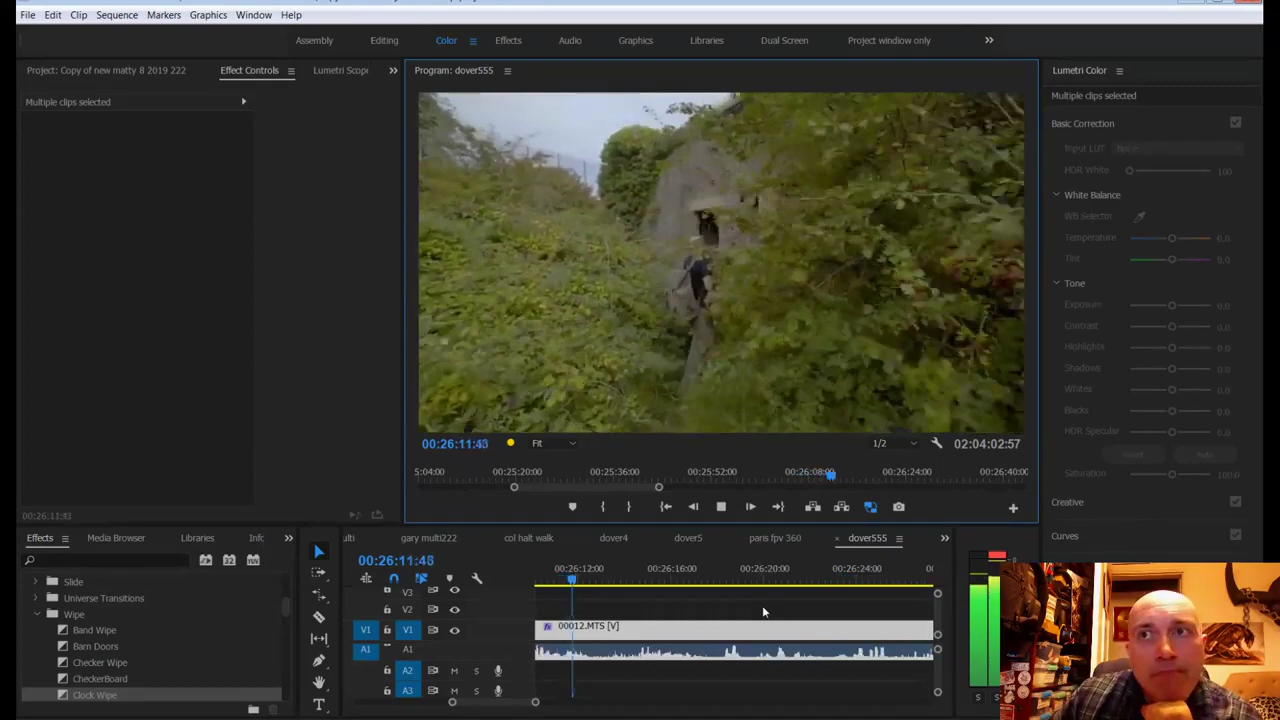 File Edit Clip Sequence Markers Graphics Window Help
Assembly Editing Color Effects Audio Graphics Libraries Dual Screen Project window only
Project: Copy of new matty 8 2019 222 Effect Controls Lumetri Scop
Program: dover555
Lumetri Color
Multiple clips selected
Multiple clips selected
Basic Correction
Input LUT None
HDR White 100
White Balance
WB Selector
Temperature 0.0
Tint 0.0
Tone
Exposure 0.0
Contrast 0.0
Highlights 0.0
Shadows 0.0
Whites 0.0
Blacks 0.0
HDR Specular 0.0
Reset Auto
Saturation 100.0
Creative
Curves
Fit 1/2 02:04:02:57
5:04:00 00:25:20:00 00:25:36:00 00:25:52:00 00:26:08:00 00:26:24:00 00:26:40:00
00:26:11:43
Effects Media Browser Libraries Info
Slide
Universe Transitions
Wipe
Band Wipe
Barn Doors
Checker Wipe
CheckerBoard
Clock Wipe
ulti gary multi222 col halt walk dover4 dover5 paris fpv 360 dover555
00:26:11:48
00:26:12:00 00:26:16:00 00:26:20:00 00:26:24:00 00
V3
V2
V1 V1 00012.MTS [V]
A1 A1
A2 M S
A3 M S
0
S S